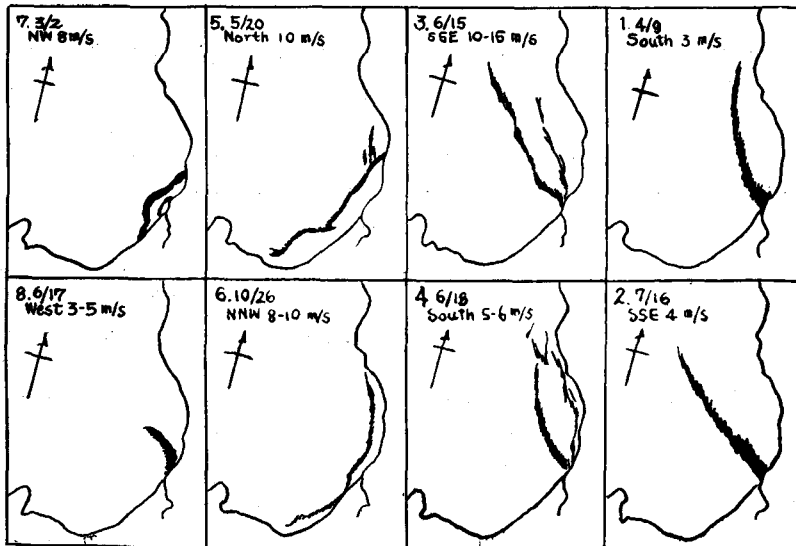 7. 3/2
NW 8m/s
5. 5/20
North 10 m/s
3. 6/15
SSE 10-15 m/s
1. 4/9
South 3 m/s
8. 6/17
West 3-5 m/s
6. 10/26
NNW 8-10 m/s
4. 6/18
South 5-6 m/s
2. 7/16
SSE 4 m/s